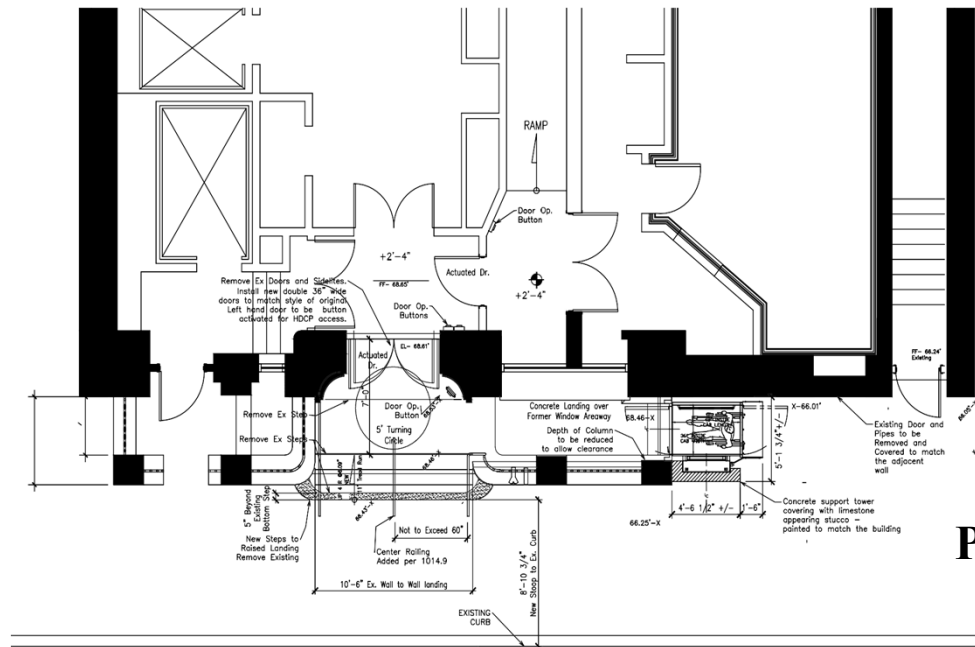 RAMP
Door Op.
Button
+2'-4"
FF- 68.65'
Actuated Dr.
+2'-4"
Remove Ex Doors and Sidelites.
Install new double 36" wide
doors to match style of original
Left hand door to be button
activated for HDCP access.
Door Op.
Buttons
EL- 68.61'
Actuated
Dr.
FF- 66.24'
Existing
Remove Ex Step
Door Op.
Button
5' Turning
Circle
Concrete Landing over
Former Window Areaway
68.46-X
X-66.01'
Depth of Column
to be reduced
to allow clearance
Remove Ex Steps
Existing Door and
Pipes to be
Removed and
Covered to match
the adjacent
wall
5'-1 3/4"+/-
5" Beyond
Existing
Bottom Step
New Steps to
Raised Landing
Remove Existing
Not to Exceed 60"
Center Railing
Added per 1014.9
66.25'-X
4'-6 1/2" +/-
1'-6"
Concrete support tower
covering with limestone
appearing stucco -
painted to match the building
10'-6" Ex. Wall to Wall landing
8'-10 3/4"
New Stoop to Ex. Curb
EXISTING
CURB
P